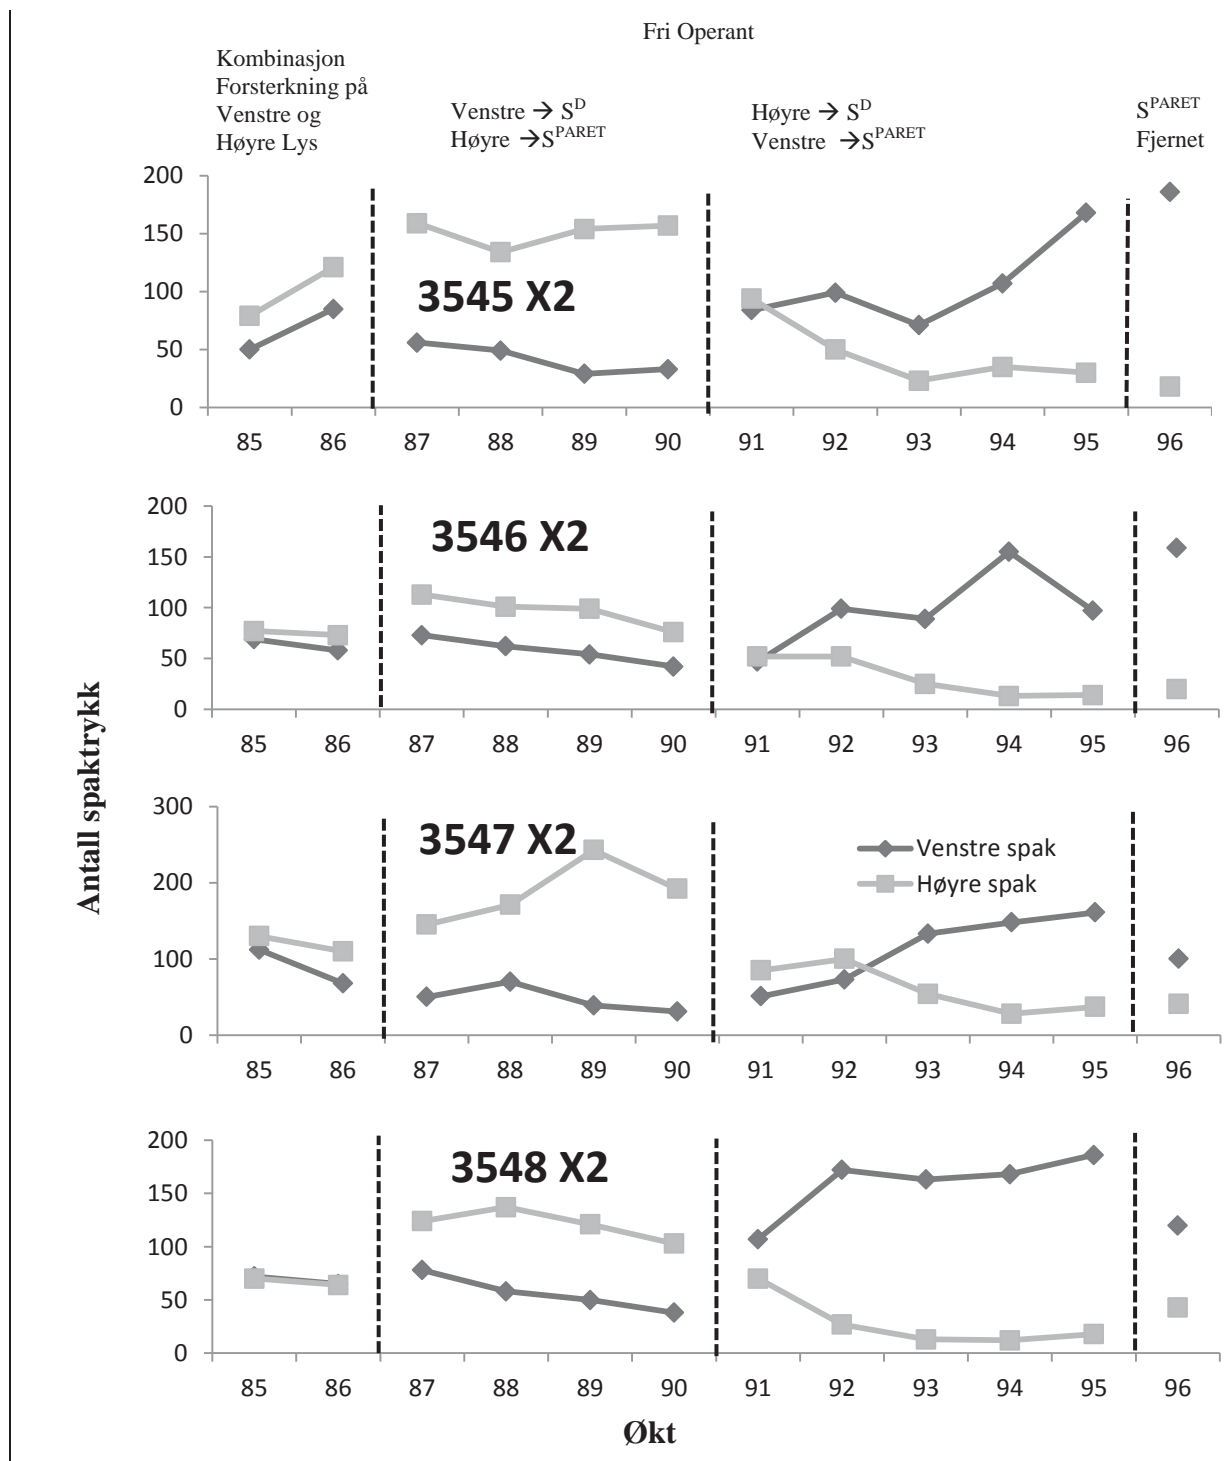 Fri Operant
Kombinasjon
Forsterkning på
Venstre og
Høyre Lys
Venstre → S^D
Høyre →S^PARET
Høyre → S^D
Venstre →S^PARET
S^PARET
Fjernet
200
150
100
50
0
3545 X2
85 86 87 88 89 90 91 92 93 94 95 96
200
150
100
50
0
3546 X2
85 86 87 88 89 90 91 92 93 94 95 96
Antall spaktrykk
300
200
100
0
3547 X2
Venstre spak
Høyre spak
85 86 87 88 89 90 91 92 93 94 95 96
200
150
100
50
0
3548 X2
85 86 87 88 89 90 91 92 93 94 95 96
Økt